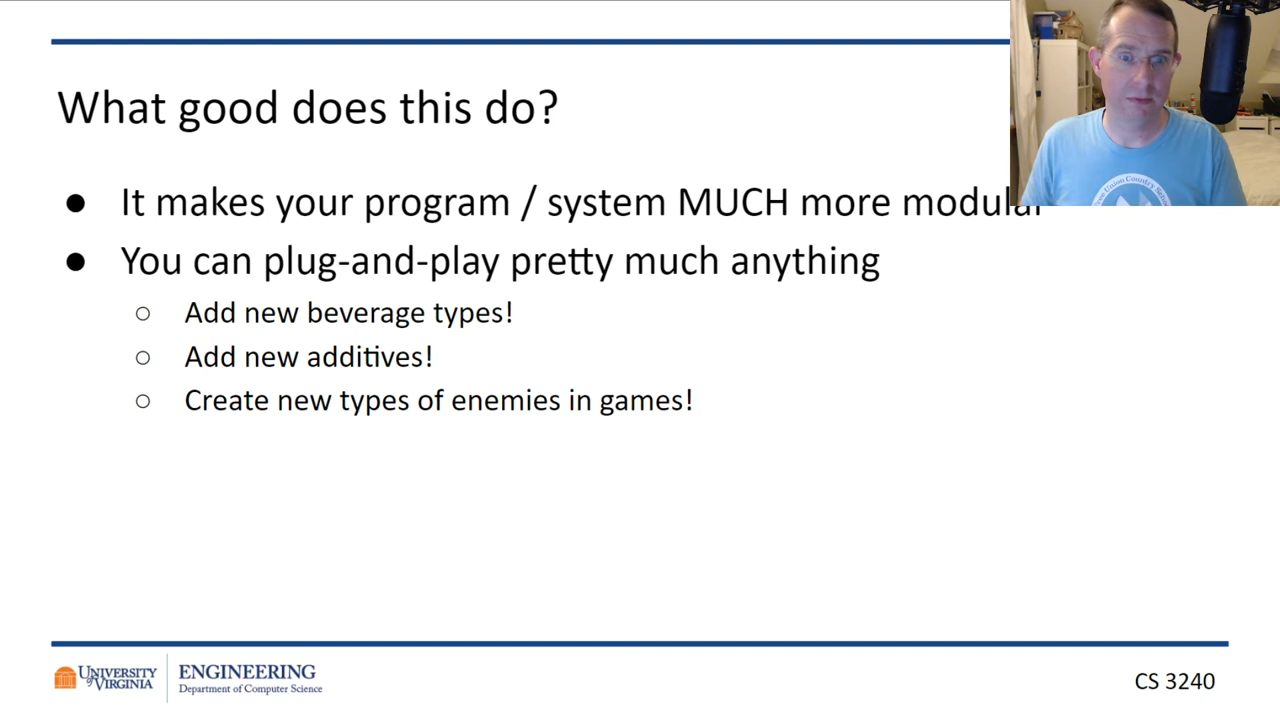 What good does this do?
● It makes your program / system MUCH more modular
● You can plug-and-play pretty much anything
○ Add new beverage types!
○ Add new additives!
○ Create new types of enemies in games!
UNIVERSITY of VIRGINIA
ENGINEERING
Department of Computer Science
CS 3240
Union Country